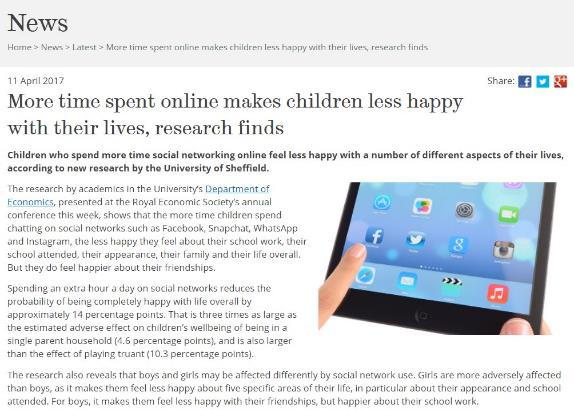 News
Home > News > Latest > More time spent online makes children less happy with their lives, research finds
11 April 2017
Share:
More time spent online makes children less happy
with their lives, research finds
Children who spend more time social networking online feel less happy with a number of different aspects of their lives,
according to new research by the University of Sheffield.
The research by academics in the University's Department of
Economics, presented at the Royal Economic Society's annual
conference this week, shows that the more time children spend
chatting on social networks such as Facebook, Snapchat, WhatsApp
and Instagram, the less happy they feel about their school work, their
school attended, their appearance, their family and their life overall.
But they do feel happier about their friendships.
Spending an extra hour a day on social networks reduces the
probability of being completely happy with life overall by
approximately 14 percentage points. That is three times as large as
the estimated adverse effect on children's wellbeing of being in a
single parent household (4.6 percentage points), and is also larger
than the effect of playing truant (10.3 percentage points).
The research also reveals that boys and girls may be affected differently by social network use. Girls are more adversely affected
than boys, as it makes them feel less happy about five specific areas of their life, in particular about their appearance and school
attended. For boys, it makes them feel less happy with their friendships, but happier about their school work.